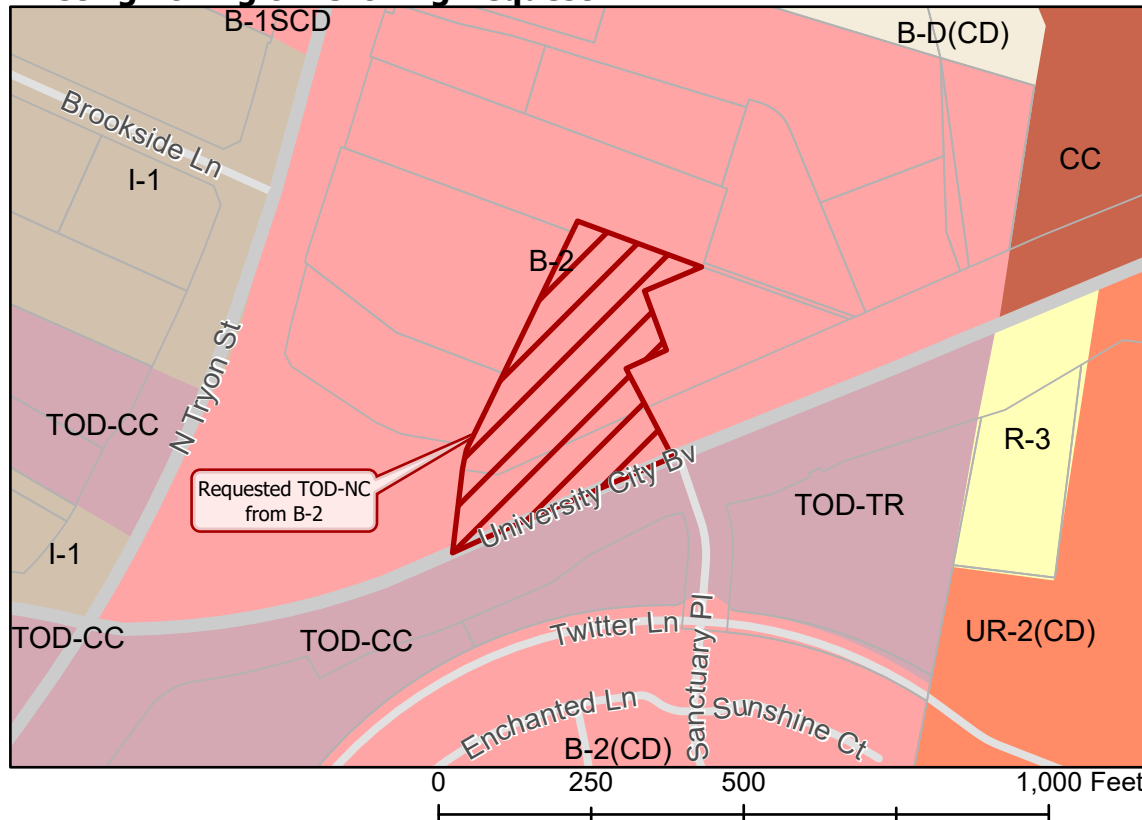 B-1SCD
B-D(CD)
Brookside Ln
I-1
CC
B-2
N Tryon St
TOD-CC
R-3
Requested TOD-NC
from B-2
University City Bv
TOD-TR
I-1
TOD-CC
TOD-CC
Twitter Ln
Sanctuary Pl
UR-2(CD)
Enchanted Ln
Sunshine Ct
B-2(CD)
0 250 500 1,000 Feet